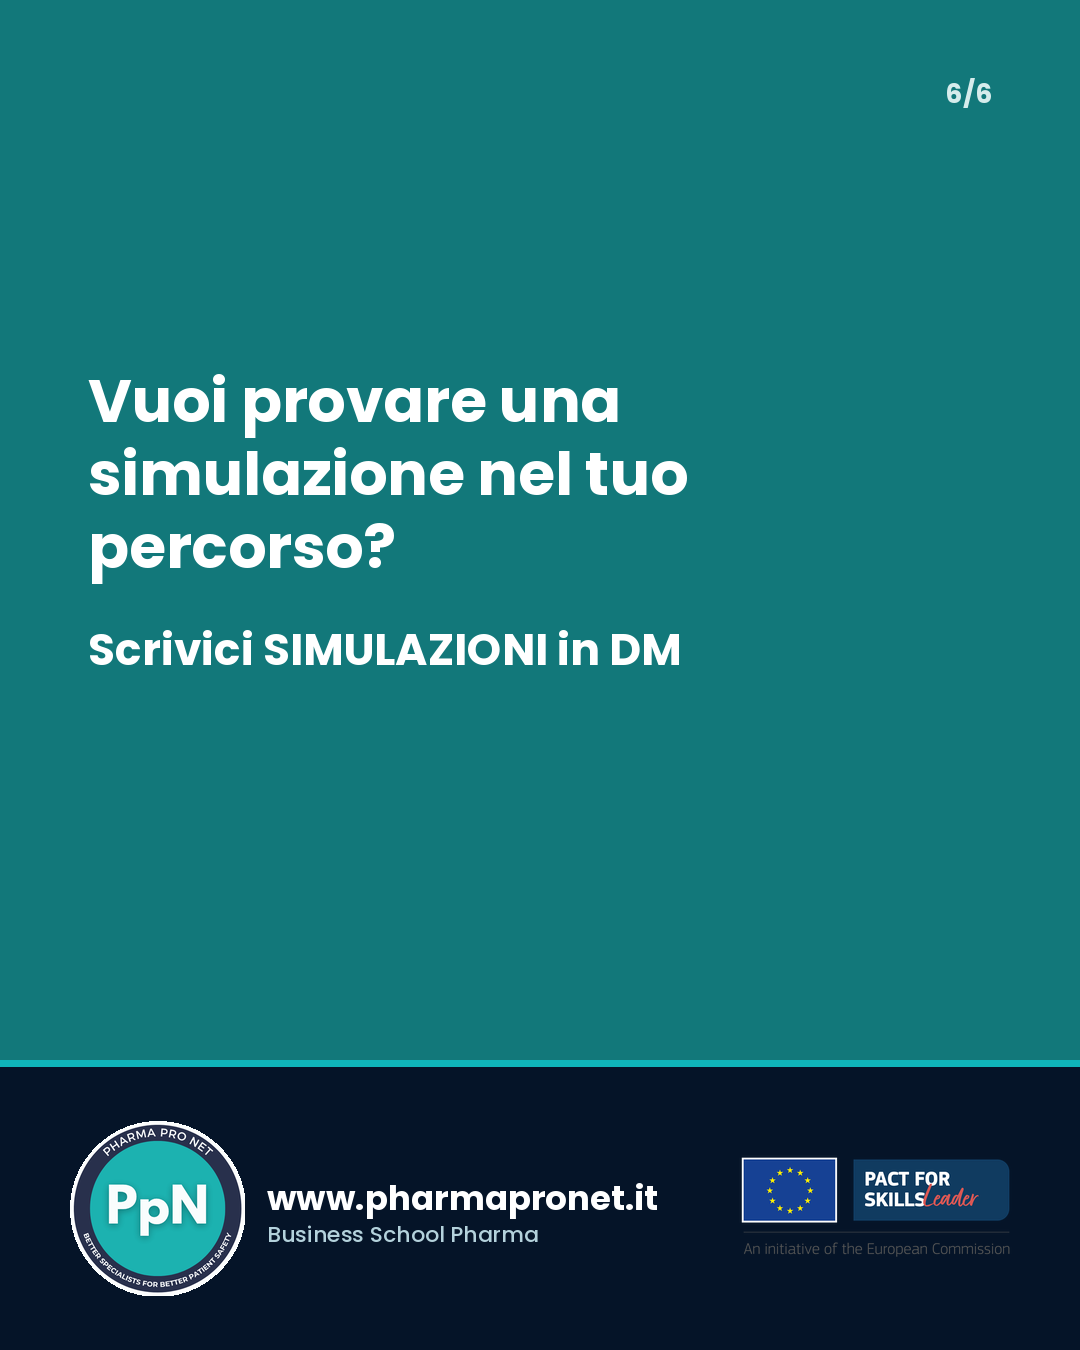 6/6
Vuoi provare una
simulazione nel tuo
percorso?
Scrivici SIMULAZIONI in DM
PHARMA PRO NET
PpN
BETTER SPECIALISTS FOR BETTER PATIENT SAFETY
www.pharmapronet.it
Business School Pharma
PACT FOR
SKILLS Leader
An initiative of the European Commission